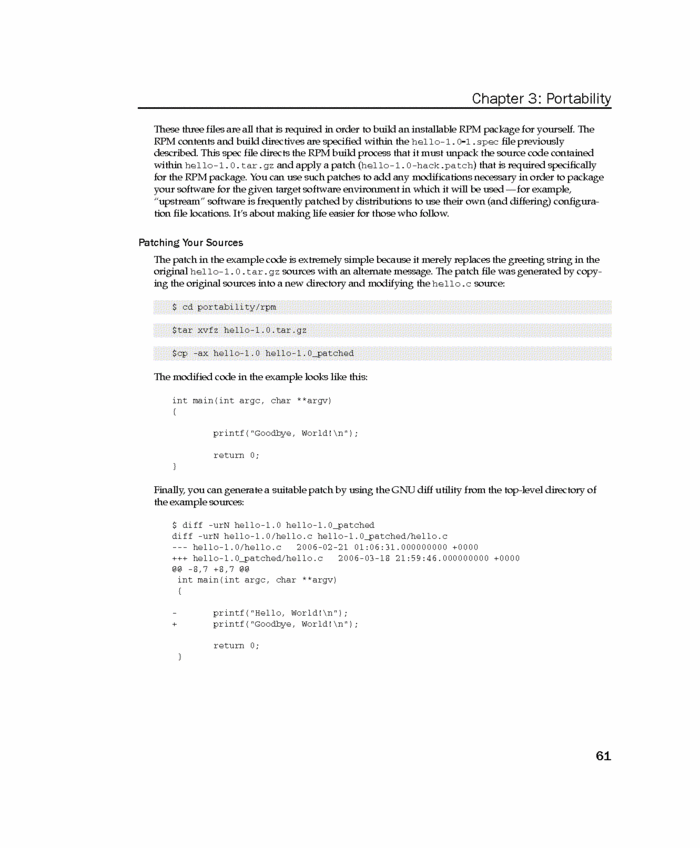 Chapter 3: Portability
These three files are all that is required in order to build an installable RPM package for yourself. The
RPM contents and build directives are specified within the hello-1.0-1.spec file previously
described. This spec file directs the RPM build process that it must unpack the source code contained
within hello-1.0.tar.gz and apply a patch (hello-1.0-hack.patch) that is required specifically
for the RPM package. You can use such patches to add any modifications necessary in order to package
your software for the given target software environment in which it will be used — for example,
“upstream” software is frequently patched by distributions to use their own (and differing) configura-
tion file locations. It’s about making life easier for those who follow.
Patching Your Sources
The patch in the example code is extremely simple because it merely replaces the greeting string in the
original hello-1.0.tar.gz sources with an alternate message. The patch file was generated by copy-
ing the original sources into a new directory and modifying the hello.c source:
$ cd portability/rpm
$tar xvfz hello-1.0.tar.gz
$cp -ax hello-1.0 hello-1.0_patched
The modified code in the example looks like this:
int main(int argc, char **argv)
{
printf("Goodbye, World!\n");
return 0;
}
Finally, you can generate a suitable patch by using the GNU diff utility from the top-level directory of
the example sources:
$ diff -urN hello-1.0 hello-1.0_patched
diff -urN hello-1.0/hello.c hello-1.0_patched/hello.c
--- hello-1.0/hello.c   2006-02-21 01:06:31.000000000 +0000
+++ hello-1.0_patched/hello.c   2006-03-18 21:59:46.000000000 +0000
@@ -8,7 +8,7 @@
int main(int argc, char **argv)
{
-       printf("Hello, World!\n");
+       printf("Goodbye, World!\n");
return 0;
}
61